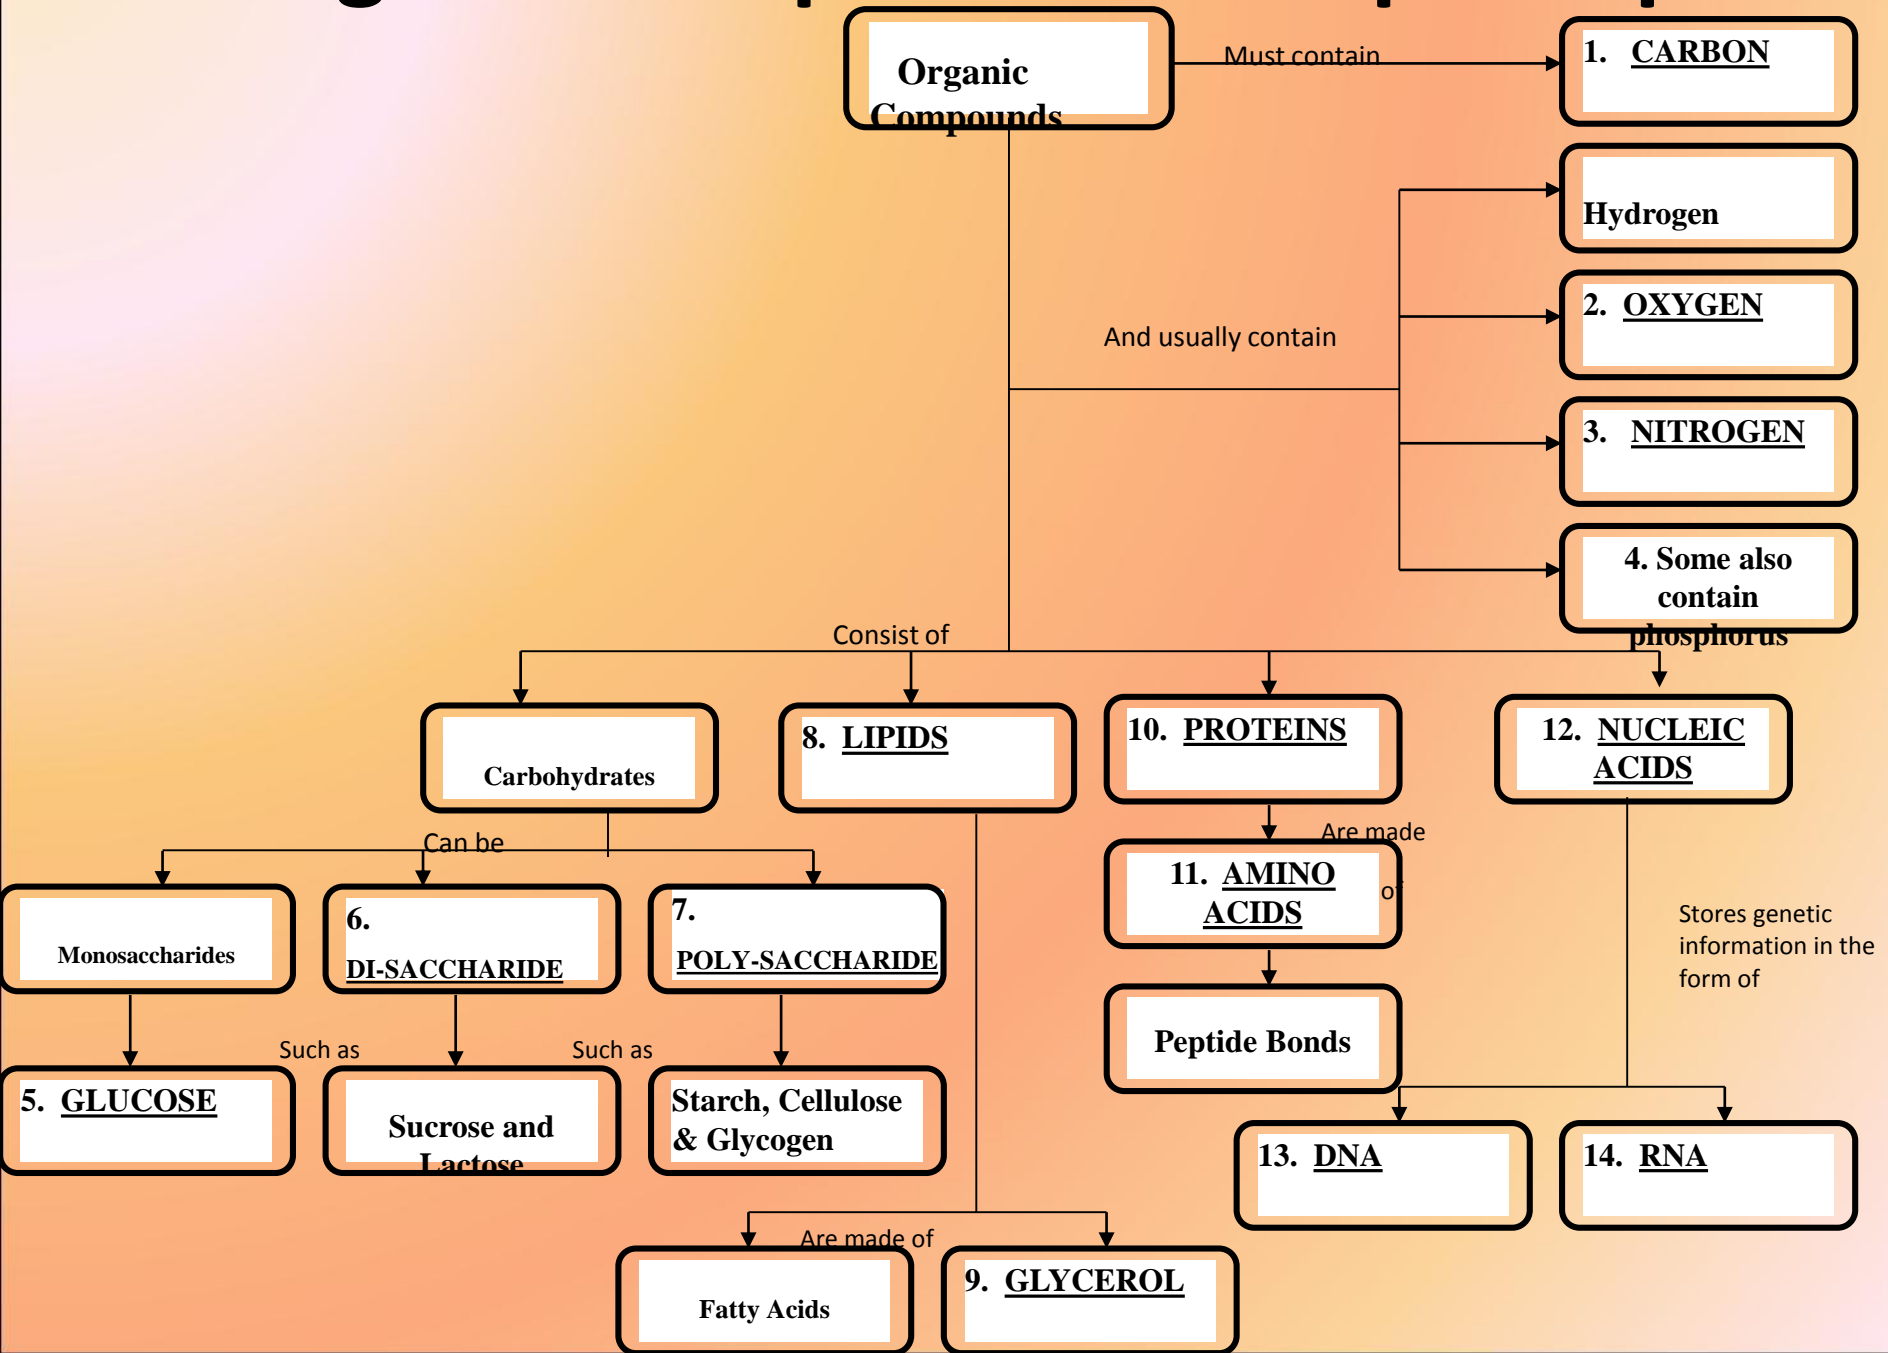 Organic
Compounds
Must contain
1. CARBON
Hydrogen
2. OXYGEN
And usually contain
3. NITROGEN
4. Some also
contain
phosphorus
Consist of
Carbohydrates
8. LIPIDS
10. PROTEINS
12. NUCLEIC
ACIDS
Can be
Are made
of
Monosaccharides
6.
DI-SACCHARIDE
7.
POLY-SACCHARIDE
11. AMINO
ACIDS
Stores genetic
information in the
form of
Peptide Bonds
Such as
Such as
5. GLUCOSE
Sucrose and
Lactose
Starch, Cellulose
& Glycogen
13. DNA
14. RNA
Are made of
Fatty Acids
9. GLYCEROL